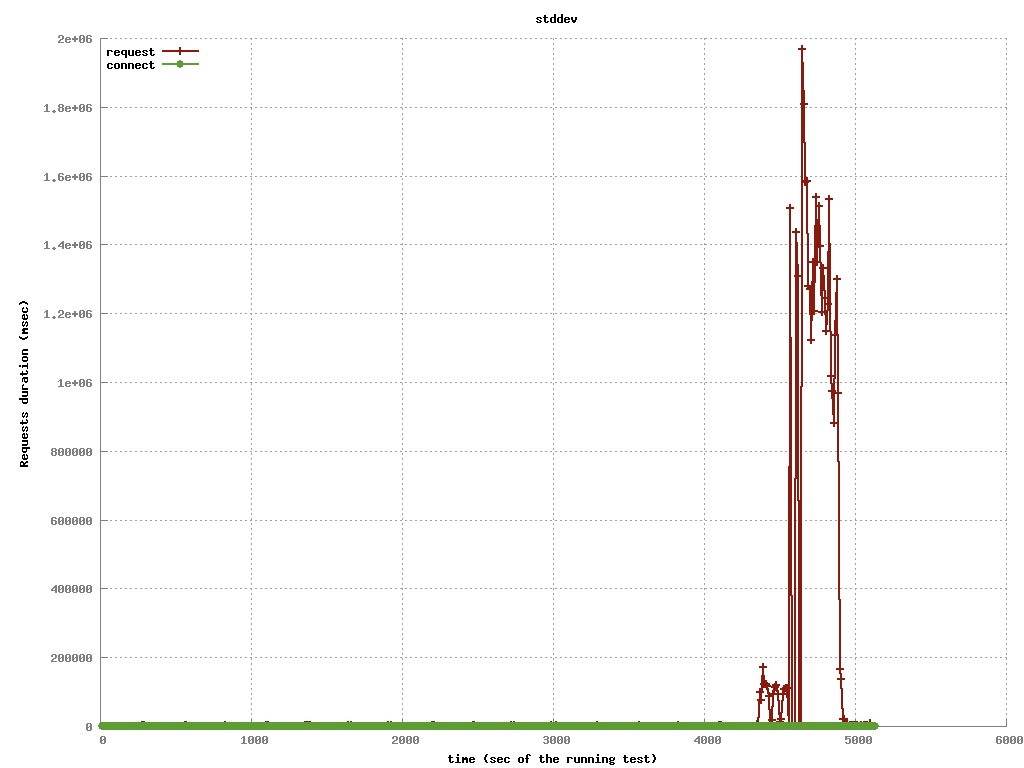 stddev
2e+06
request
connect
1.8e+06
1.6e+06
1.4e+06
1.2e+06
1e+06
800000
600000
400000
200000
0
Requests duration (msec)
0 1000 2000 3000 4000 5000 6000
time (sec of the running test)